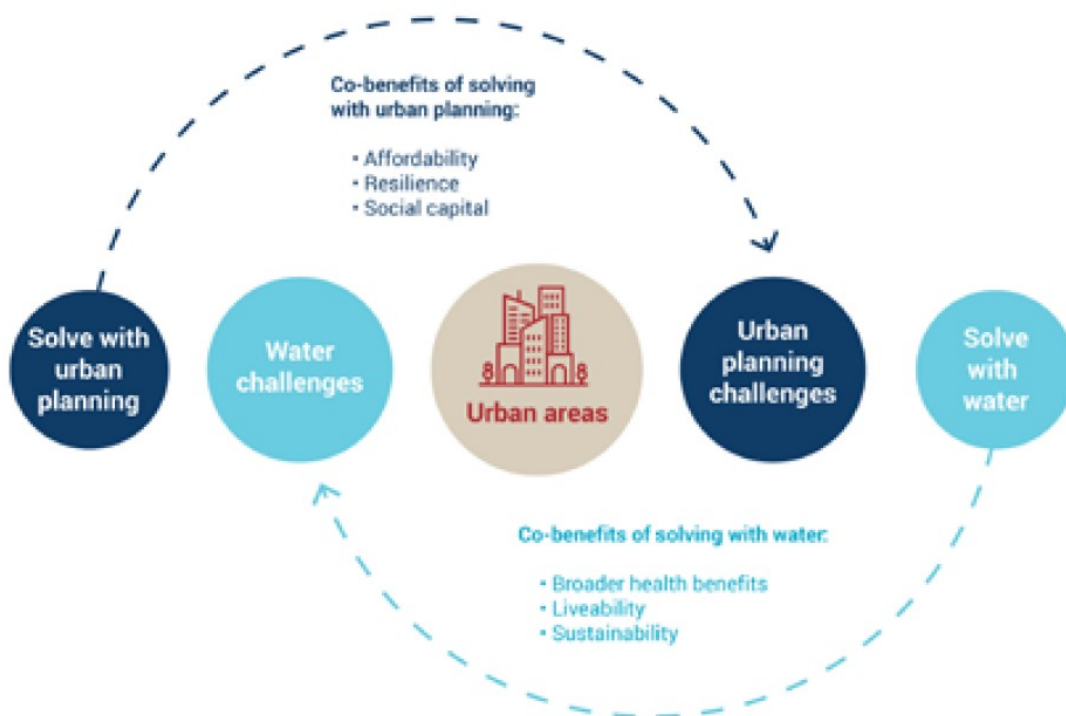 Co-benefits of solving
with urban planning:
• Affordability
• Resilience
• Social capital
Solve with
urban
planning
Water
challenges
Urban areas
Urban
planning
challenges
Solve
with
water
Co-benefits of solving with water:
• Broader health benefits
• Liveability
• Sustainability